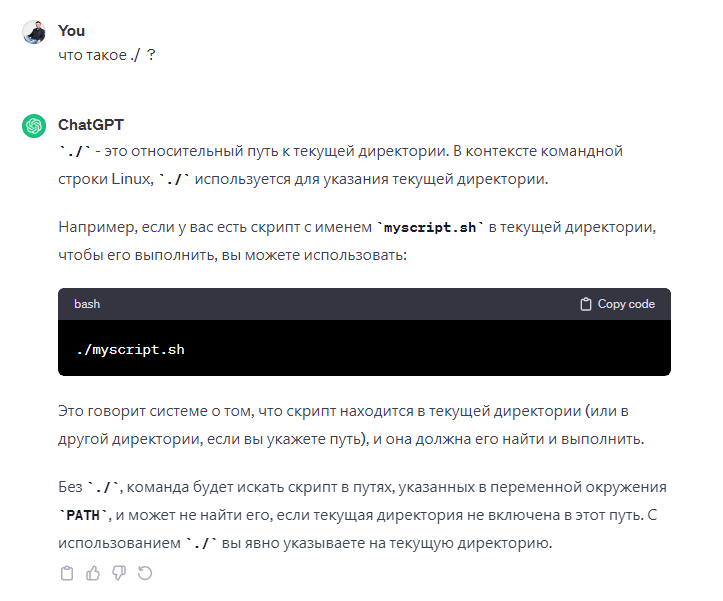 You
что такое ./ ?
ChatGPT
`./` - это относительный путь к текущей директории. В контексте командной
строки Linux, `./` используется для указания текущей директории.
Например, если у вас есть скрипт с именем `myscript.sh` в текущей директории,
чтобы его выполнить, вы можете использовать:
bash Copy code
./myscript.sh
Это говорит системе о том, что скрипт находится в текущей директории (или в
другой директории, если вы укажете путь), и она должна его найти и выполнить.
Без `./`, команда будет искать скрипт в путях, указанных в переменной окружения
`PATH`, и может не найти его, если текущая директория не включена в этот путь. С
использованием `./` вы явно указываете на текущую директорию.